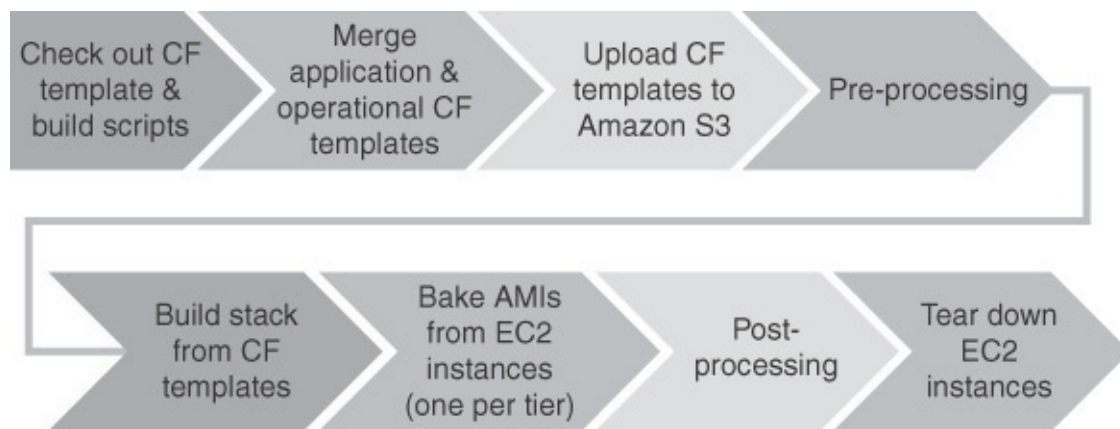 Check out CF
template &
build scripts
Merge
application &
operational CF
templates
Upload CF
templates to
Amazon S3
Pre-processing
Build stack
from CF
templates
Bake AMIs
from EC2
instances
(one per tier)
Post-
processing
Tear down
EC2
instances